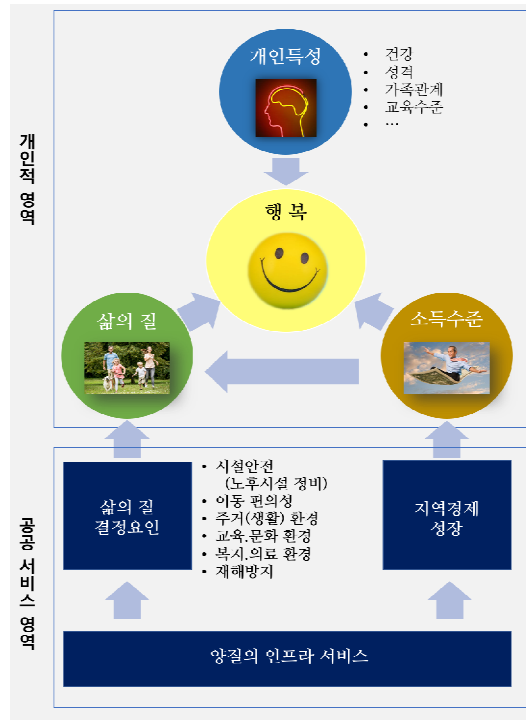 개인특성
• 건강
• 성격
• 가족관계
• 교육수준
• …
개인적 영역
행 복
삶의 질
소득수준
공공 서비스 영역
삶의 질
결정요인
• 시설안전
(노후시설 정비)
• 이동 편의성
• 주거(생활) 환경
• 교육.문화 환경
• 복시.의료 환경
• 재해방지
지역경제
성장
양질의 인프라 서비스